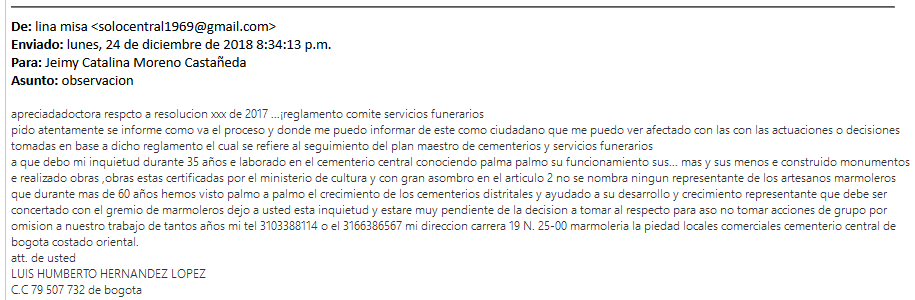 De: lina misa <solocentral1969@gmail.com>
Enviado: lunes, 24 de diciembre de 2018 8:34:13 p.m.
Para: Jeimy Catalina Moreno Castañeda
Asunto: observacion
apreciadadoctora respcto a resolucion xxx de 2017 ...¡reglamento comite servicios funerarios
pido atentamente se informe como va el proceso y donde me puedo informar de este como ciudadano que me puedo ver afectado con las con las actuaciones o decisiones
tomadas en base a dicho reglamento el cual se refiere al seguimiento del plan maestro de cementerios y servicios funerarios
a que debo mi inquietud durante 35 años e laborado en el cementerio central conociendo palma palmo su funcionamiento sus... mas y sus menos e construido monumentos
e realizado obras ,obras estas certificadas por el ministerio de cultura y con gran asombro en el articulo 2 no se nombra ningun representante de los artesanos marmoleros
que durante mas de 60 años hemos visto palmo a palmo el crecimiento de los cementerios distritales y ayudado a su desarrollo y crecimiento representante que debe ser
concertado con el gremio de marmoleros dejo a usted esta inquietud y estare muy pendiente de la decision a tomar al respecto para aso no tomar acciones de grupo por
omision a nuestro trabajo de tantos años mi tel 3103388114 o el 3166386567 mi direccion carrera 19 N. 25-00 marmoleria la piedad locales comerciales cementerio central de
bogota costado oriental.
att. de usted
LUIS HUMBERTO HERNANDEZ LOPEZ
C.C 79 507 732 de bogota